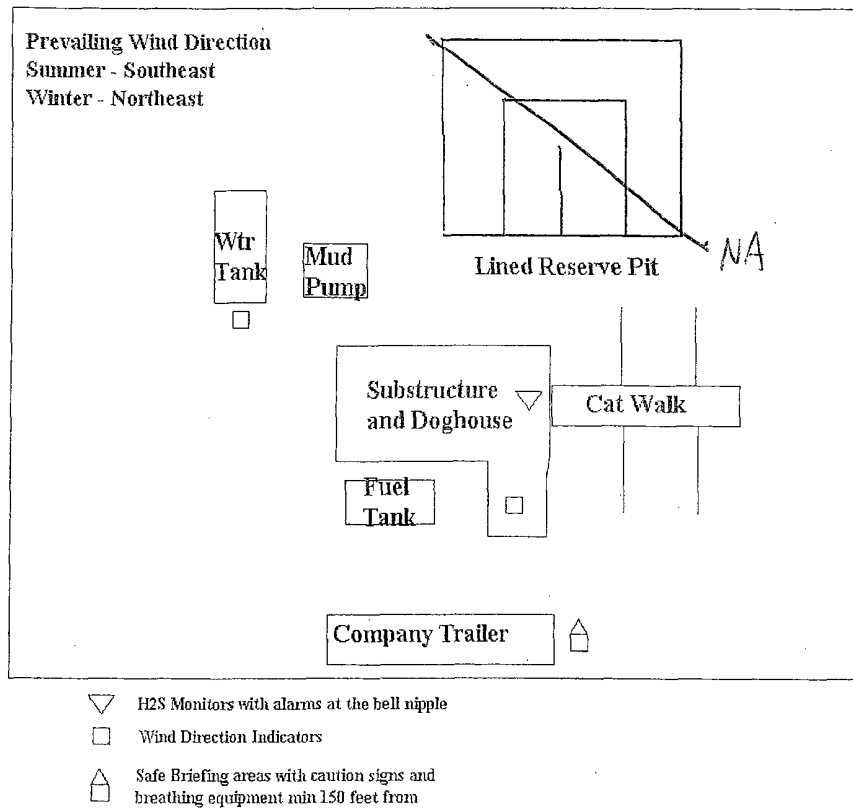 Prevailing Wind Direction
Summer - Southeast
Winter - Northeast
Wtr
Tank
Mud
Pump
Lined Reserve Pit
NA
Substructure
and Doghouse
Cat Walk
Fuel
Tank
Company Trailer
H2S Monitors with alarms at the bell nipple
Wind Direction Indicators
Safe Briefing areas with caution signs and
breathing equipment min 150 feet from